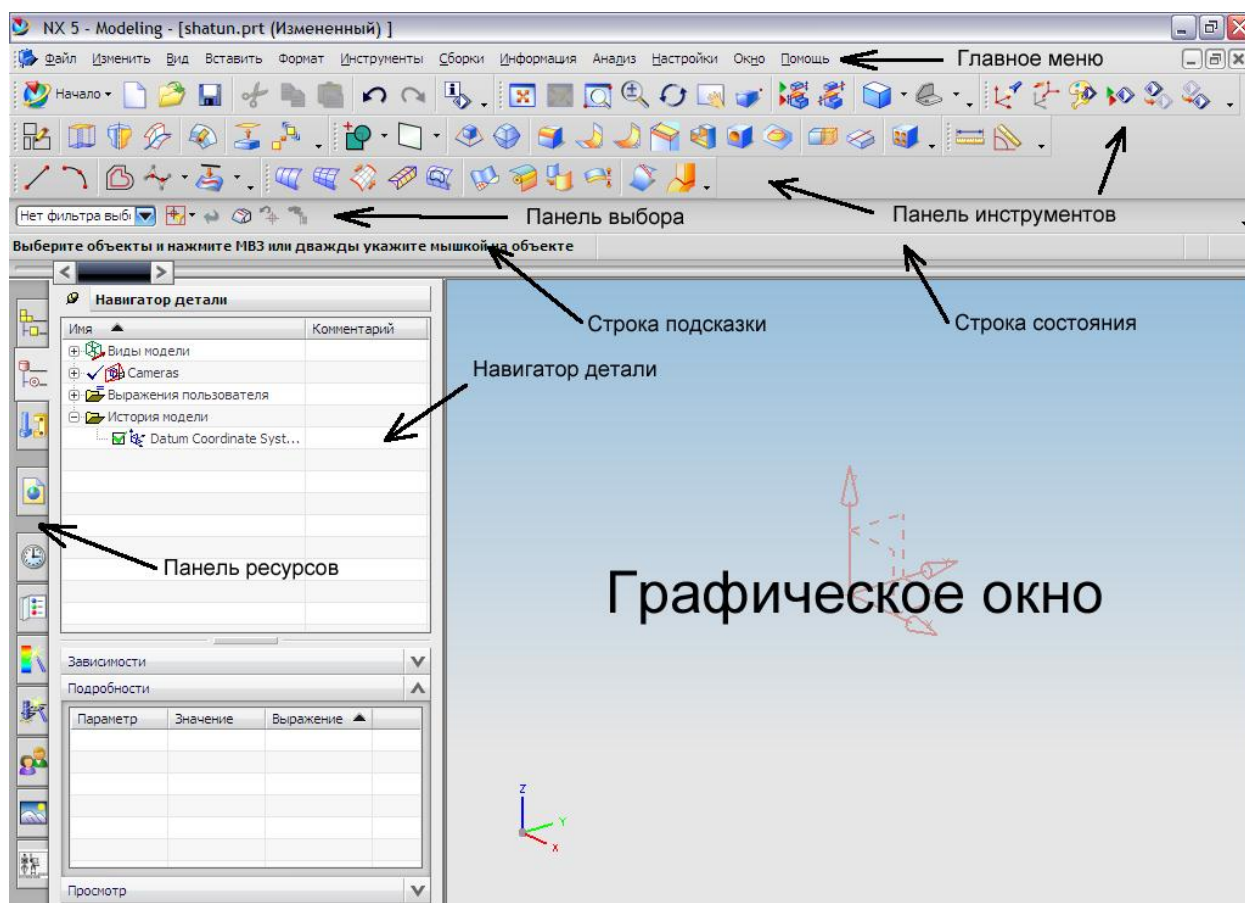 NX 5 - Modeling - [shatun.prt (Измененный) ]
Файл Изменить Вид Вставить Формат Инструменты Сборки Информация Анализ Настройки Окно Помощь
Главное меню
Начало
Нет фильтра выб
Панель выбора
Панель инструментов
Выберите объекты и нажмите МВ3 или дважды укажите мышкой на объекте
Навигатор детали
Строка подсказки
Строка состояния
Имя Комментарий
Виды модели
Cameras
Выражения пользователя
История модели
Datum Coordinate Syst...
Навигатор детали
Панель ресурсов
Графическое окно
Зависимости
Подробности
Параметр Значение Выражение
Просмотр
Z
Y
X